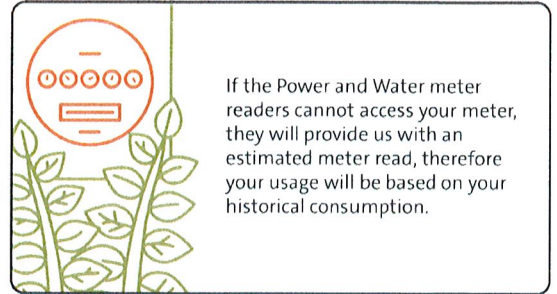 If the Power and Water meter
readers cannot access your meter,
they will provide us with an
estimated meter read, therefore
your usage will be based on your
historical consumption.